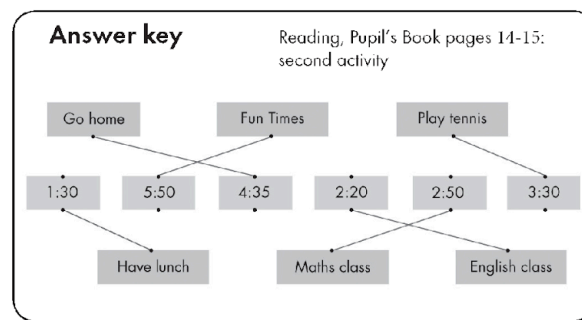 Answer key
Reading, Pupil's Book pages 14-15:
second activity
Go home
Fun Times
Play tennis
1:30
5:50
4:35
2:20
2:50
3:30
Have lunch
Maths class
English class